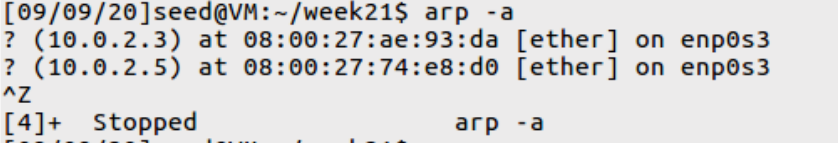 [09/09/20]seed@VM:~/week21$ arp -a
? (10.0.2.3) at 08:00:27:ae:93:da [ether] on enp0s3
? (10.0.2.5) at 08:00:27:74:e8:d0 [ether] on enp0s3
^Z
[4]+  Stopped                 arp -a